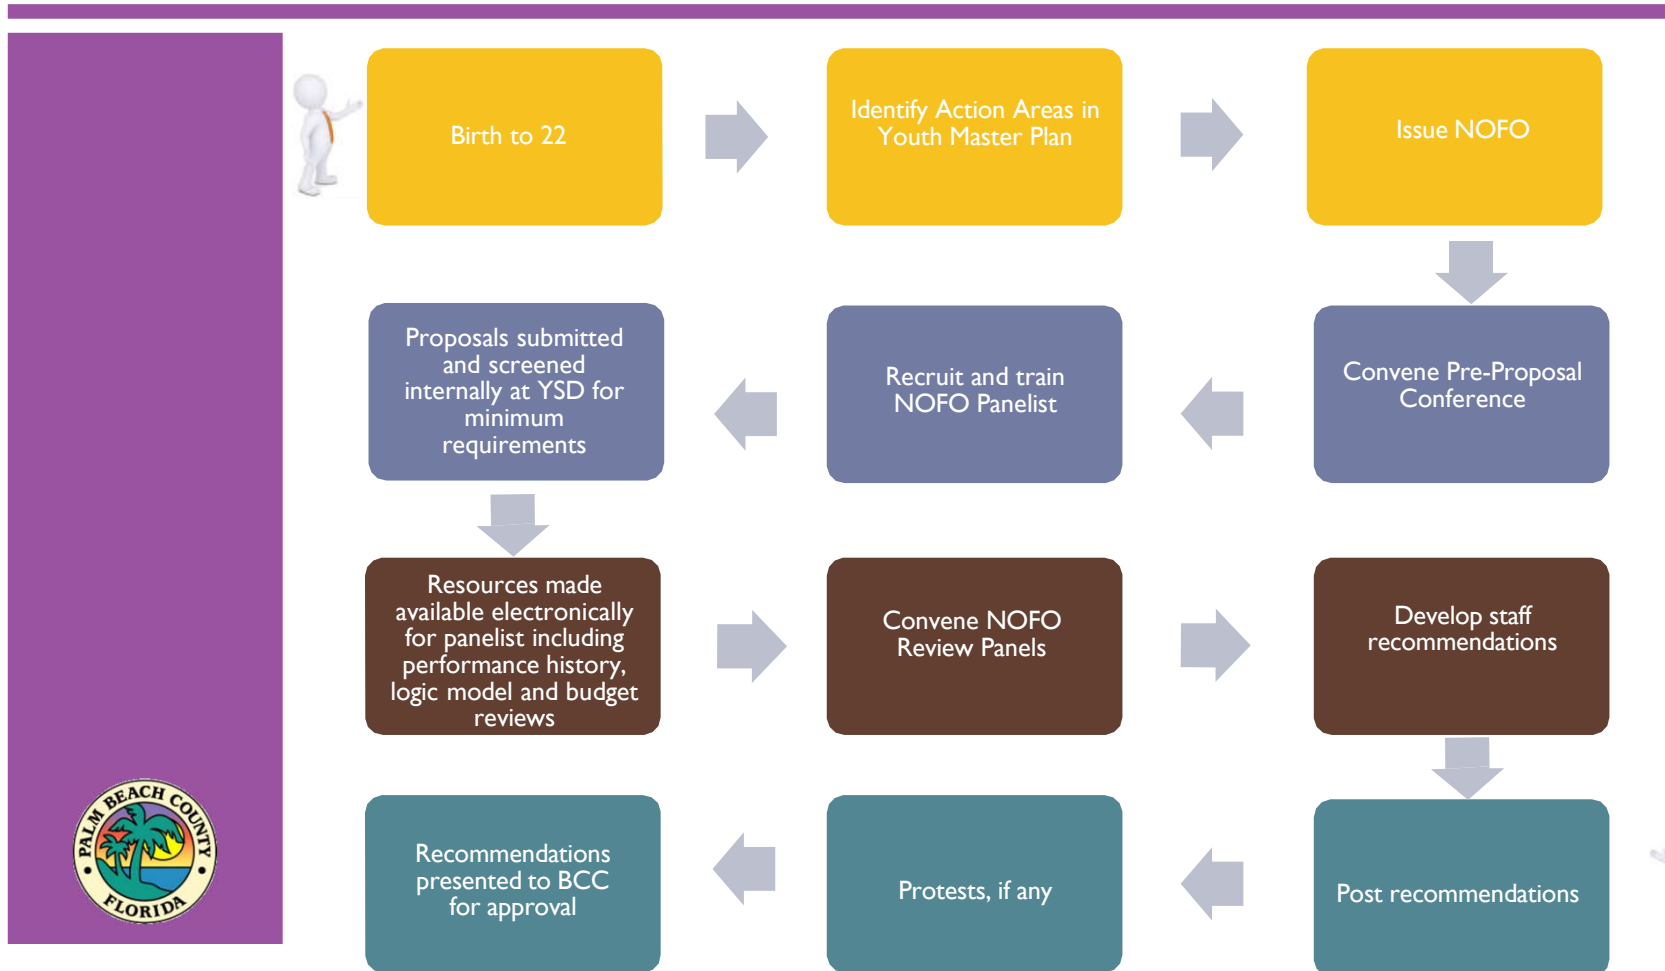 Birth to 22
Identify Action Areas in
Youth Master Plan
Issue NOFO
Proposals submitted
and screened
internally at YSD for
minimum
requirements
Recruit and train
NOFO Panelist
Convene Pre-Proposal
Conference
Resources made
available electronically
for panelist including
performance history,
logic model and budget
reviews
Convene NOFO
Review Panels
Develop staff
recommendations
Recommendations
presented to BCC
for approval
Protests, if any
Post recommendations
PALM BEACH COUNTY
FLORIDA